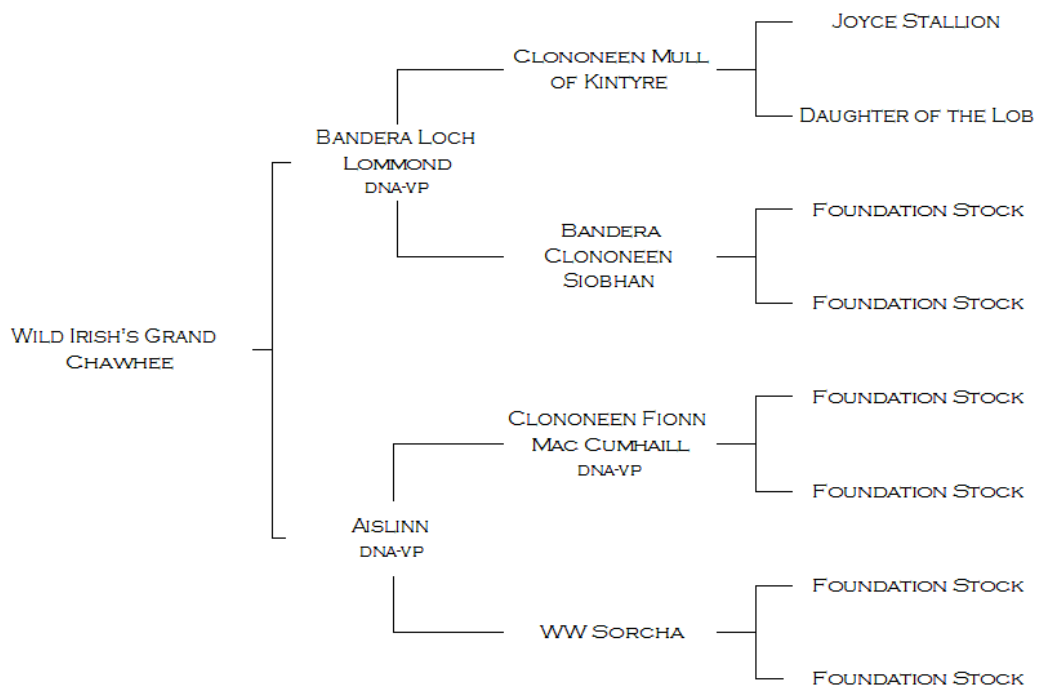 Joyce Stallion
Clononeen Mull
of Kintyre
Daughter of the Lob
Bandera Loch
Lommond
DNA-VP
Foundation Stock
Bandera
Clononeen
Siobhan
Foundation Stock
Wild Irish's Grand
Chawhee
Foundation Stock
Clononeen Fionn
Mac Cumhaill
DNA-VP
Foundation Stock
Aislinn
DNA-VP
Foundation Stock
WW Sorcha
Foundation Stock